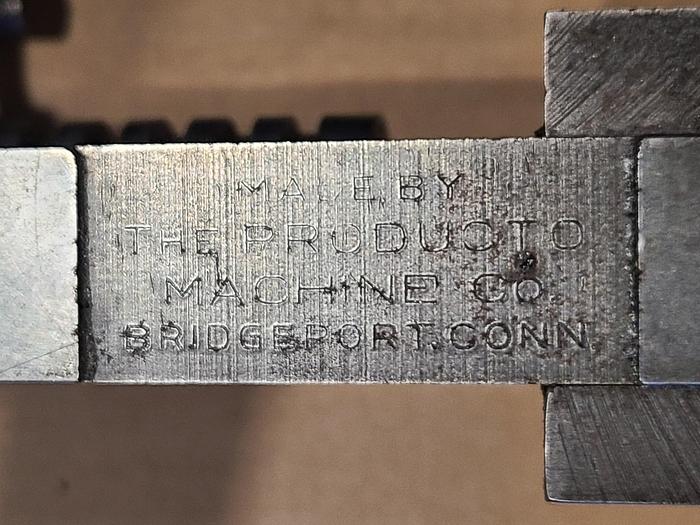 MADE BY
THE PRODUCTO
MACHINE CO
BRIDGEPORT, CONN.